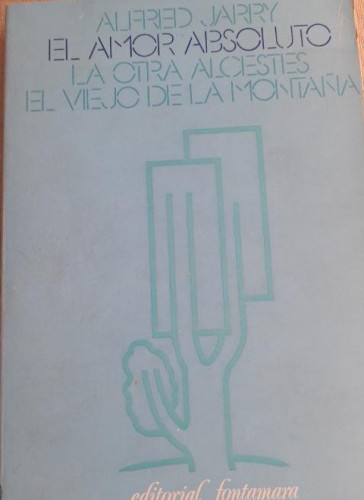 ALFRED JARRY
EL AMOR ABSOLUTO
LA OTRA ALCESTES
EL VIEJO DE LA MONTAÑA
editorial fontamara